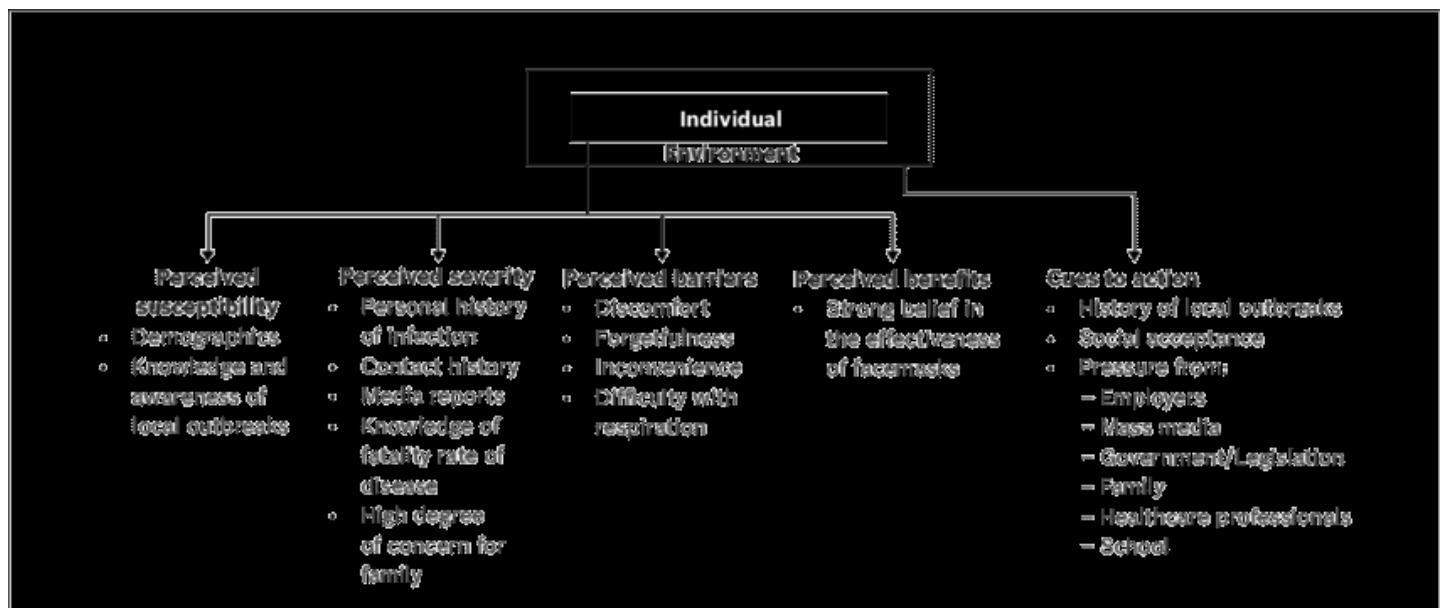 Individual
Environment
Perceived
susceptibility
• Demographics
• Knowledge and
awareness of
local outbreaks
Perceived severity
• Personal history
of infection
• Contact history
• Media reports
• Knowledge of
fatality rate of
disease
• High degree
of concern for
family
Perceived barriers
• Discomfort
• Forgetfulness
• Inconvenience
• Difficulty with
respiration
Perceived benefits
• Strong belief in
the effectiveness
of facemasks
Cues to action
• History of local outbreaks
• Social acceptance
• Pressure from:
– Employers
– Mass media
– Government/Legislation
– Family
– Healthcare professionals
– School